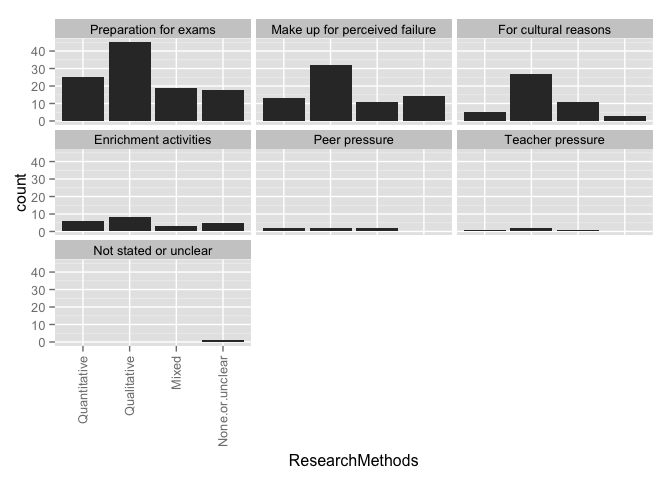 Preparation for exams
Make up for perceived failure
For cultural reasons
40
30
20
10
0
Enrichment activities
Peer pressure
Teacher pressure
40
30
20
10
0
Not stated or unclear
40
30
20
10
0
count
Quantitative
Qualitative
Mixed
None.or.unclear
ResearchMethods